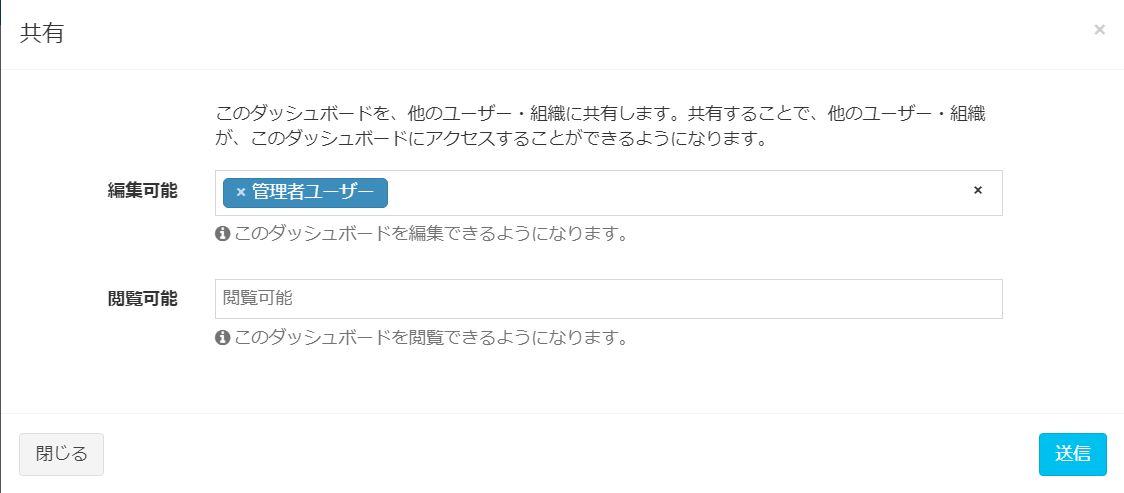 共有
×
このダッシュボードを、他のユーザー・組織に共有します。共有することで、他のユーザー・組織
が、このダッシュボードにアクセスすることができるようになります。
編集可能
× 管理者ユーザー ×
このダッシュボードを編集できるようになります。
閲覧可能
閲覧可能
このダッシュボードを閲覧できるようになります。
閉じる
送信